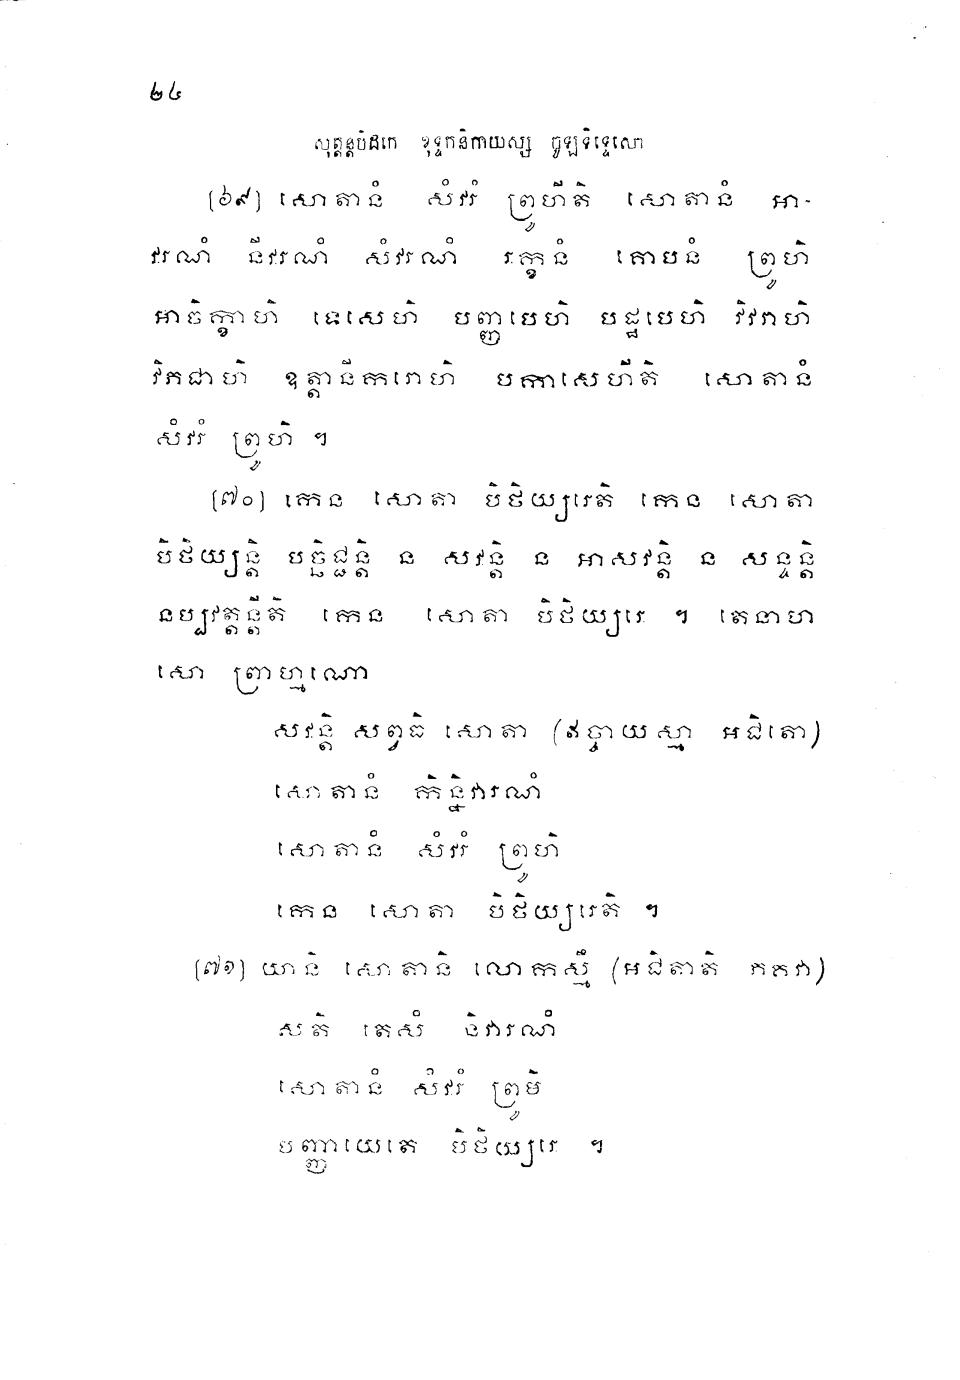 ២៤
សុត្តន្តបិដកេ ខុទ្ទកនិកាយស្ស ចូឡទិទ្ទេសោ
(៦៩) សោតានំ សំវរំ ព្រូហីតិ សោតានំ អា-
វរណំ នីវរណំ សំវរណំ រក្ខនំ គោបនំ ព្រូហិ
អាចិក្ខាហិ ទេសេហិ បញ្ញបេហិ បដ្ឋបេហិ វិវរាហិ
វិភជាហិ ឧត្តានីករោហិ បកាសេហីតិ សោតានំ
សំវរំ ព្រូហិ ។
(៧០) កេន សោតា បិថិយ្យរេតិ កេន សោតា
បិថិយ្យន្តិ បច្ឆិជ្ជន្តិ ន សវន្តិ ន អាសវន្តិ ន សន្ទន្តិ
នប្បវត្តន្តីតិ កេន សោតា បិថិយ្យរេ ។ តេនាហ
សោ ព្រាហ្មណោ
សវន្តិ សព្វធិ សោតា (ឥច្ចាយស្មា អជិតោ)
សោតានំ កិន្និវារណំ
សោតានំ សំវរំ ព្រូហិ
កេន សោតា បិថិយ្យរេតិ ។
(៧១) យានិ សោតានិ លោកស្មឹ (អជិតាតិ ភគវា)
សតិ តេសំ និវារណំ
សោតានំ សំវរំ ព្រូមិ
បញ្ញាយេតេ បិថិយ្យរេ ។